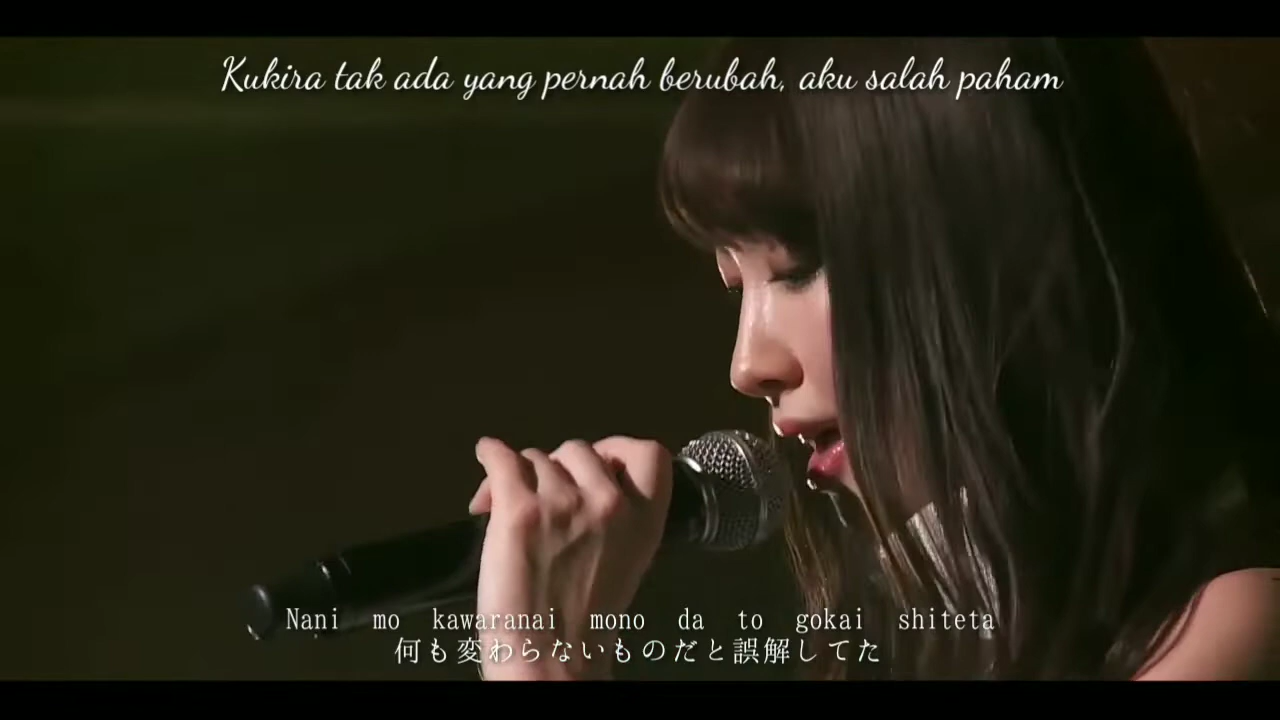 Kukira tak ada yang pernah berubah, aku salah paham
Nani mo kawaranai mono da to gokai shiteta
何も変わらないものだと誤解してた